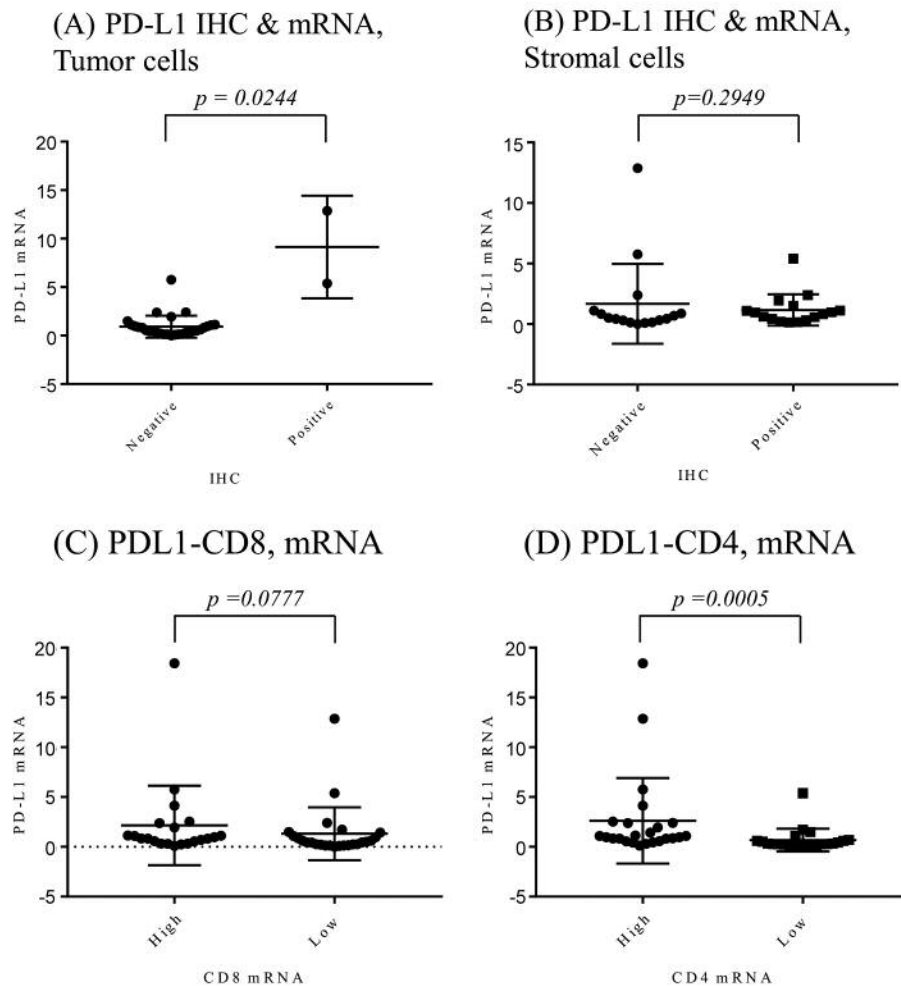 (A) PD-L1 IHC & mRNA,
Tumor cells
p = 0.0244
20
15
10
5
0
-5
PD-L1 mRNA
Negative
Positive
IHC
(B) PD-L1 IHC & mRNA,
Stromal cells
p=0.2949
15
10
5
0
-5
PD-L1 mRNA
Negative
Positive
IHC
(C) PDL1-CD8, mRNA
p =0.0777
20
15
10
5
0
-5
PD-L1 mRNA
High
Low
CD8 mRNA
(D) PDL1-CD4, mRNA
p =0.0005
20
15
10
5
0
-5
PD-L1 mRNA
High
Low
CD4 mRNA